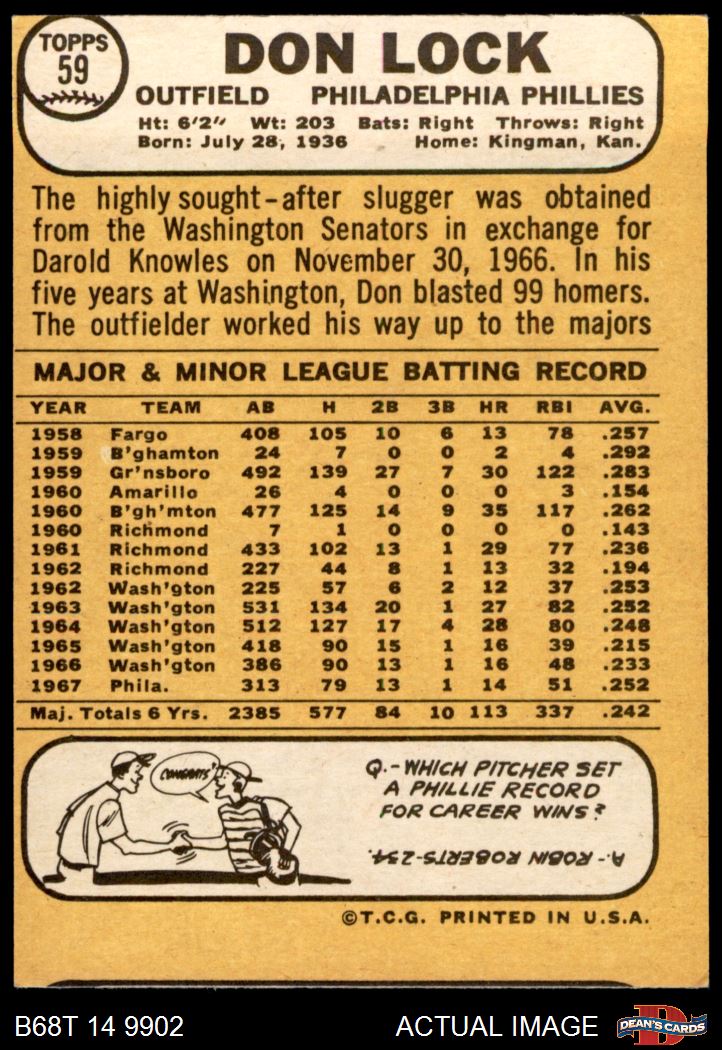 TOPPS
59
DON LOCK
OUTFIELD PHILADELPHIA PHILLIES
Ht: 6'2" Wt: 203 Bats: Right Throws: Right
Born: July 28, 1936 Home: Kingman, Kan.
The highly sought-after slugger was obtained
from the Washington Senators in exchange for
Darold Knowles on November 30, 1966. In his
five years at Washington, Don blasted 99 homers.
The outfielder worked his way up to the majors
MAJOR & MINOR LEAGUE BATTING RECORD
YEAR TEAM AB H 2B 3B HR RBI AVG.
1958 Fargo 408 105 10 6 13 78 .257
1959 B'ghamton 24 7 0 0 2 4 .292
1959 Gr'nsboro 492 139 27 7 30 122 .283
1960 Amarillo 26 4 0 0 0 3 .154
1960 B'gh'mton 477 125 14 9 35 117 .262
1960 Richmond 7 1 0 0 0 0 .143
1961 Richmond 433 102 13 1 29 77 .236
1962 Richmond 227 44 8 1 13 32 .194
1962 Wash'gton 225 57 6 2 12 37 .253
1963 Wash'gton 531 134 20 1 27 82 .252
1964 Wash'gton 512 127 17 4 28 80 .248
1965 Wash'gton 418 90 15 1 16 39 .215
1966 Wash'gton 386 90 13 1 16 48 .233
1967 Phila. 313 79 13 1 14 51 .252
Maj. Totals 6 Yrs. 2385 577 84 10 113 337 .242
CONGRATS'
Q.-WHICH PITCHER SET
A PHILLIE RECORD
FOR CAREER WINS?
A.-ROBIN ROBERTS-234.
©T.C.G. PRINTED IN U.S.A.
B68T 14 9902 ACTUAL IMAGE
D
DEAN'S CARDS